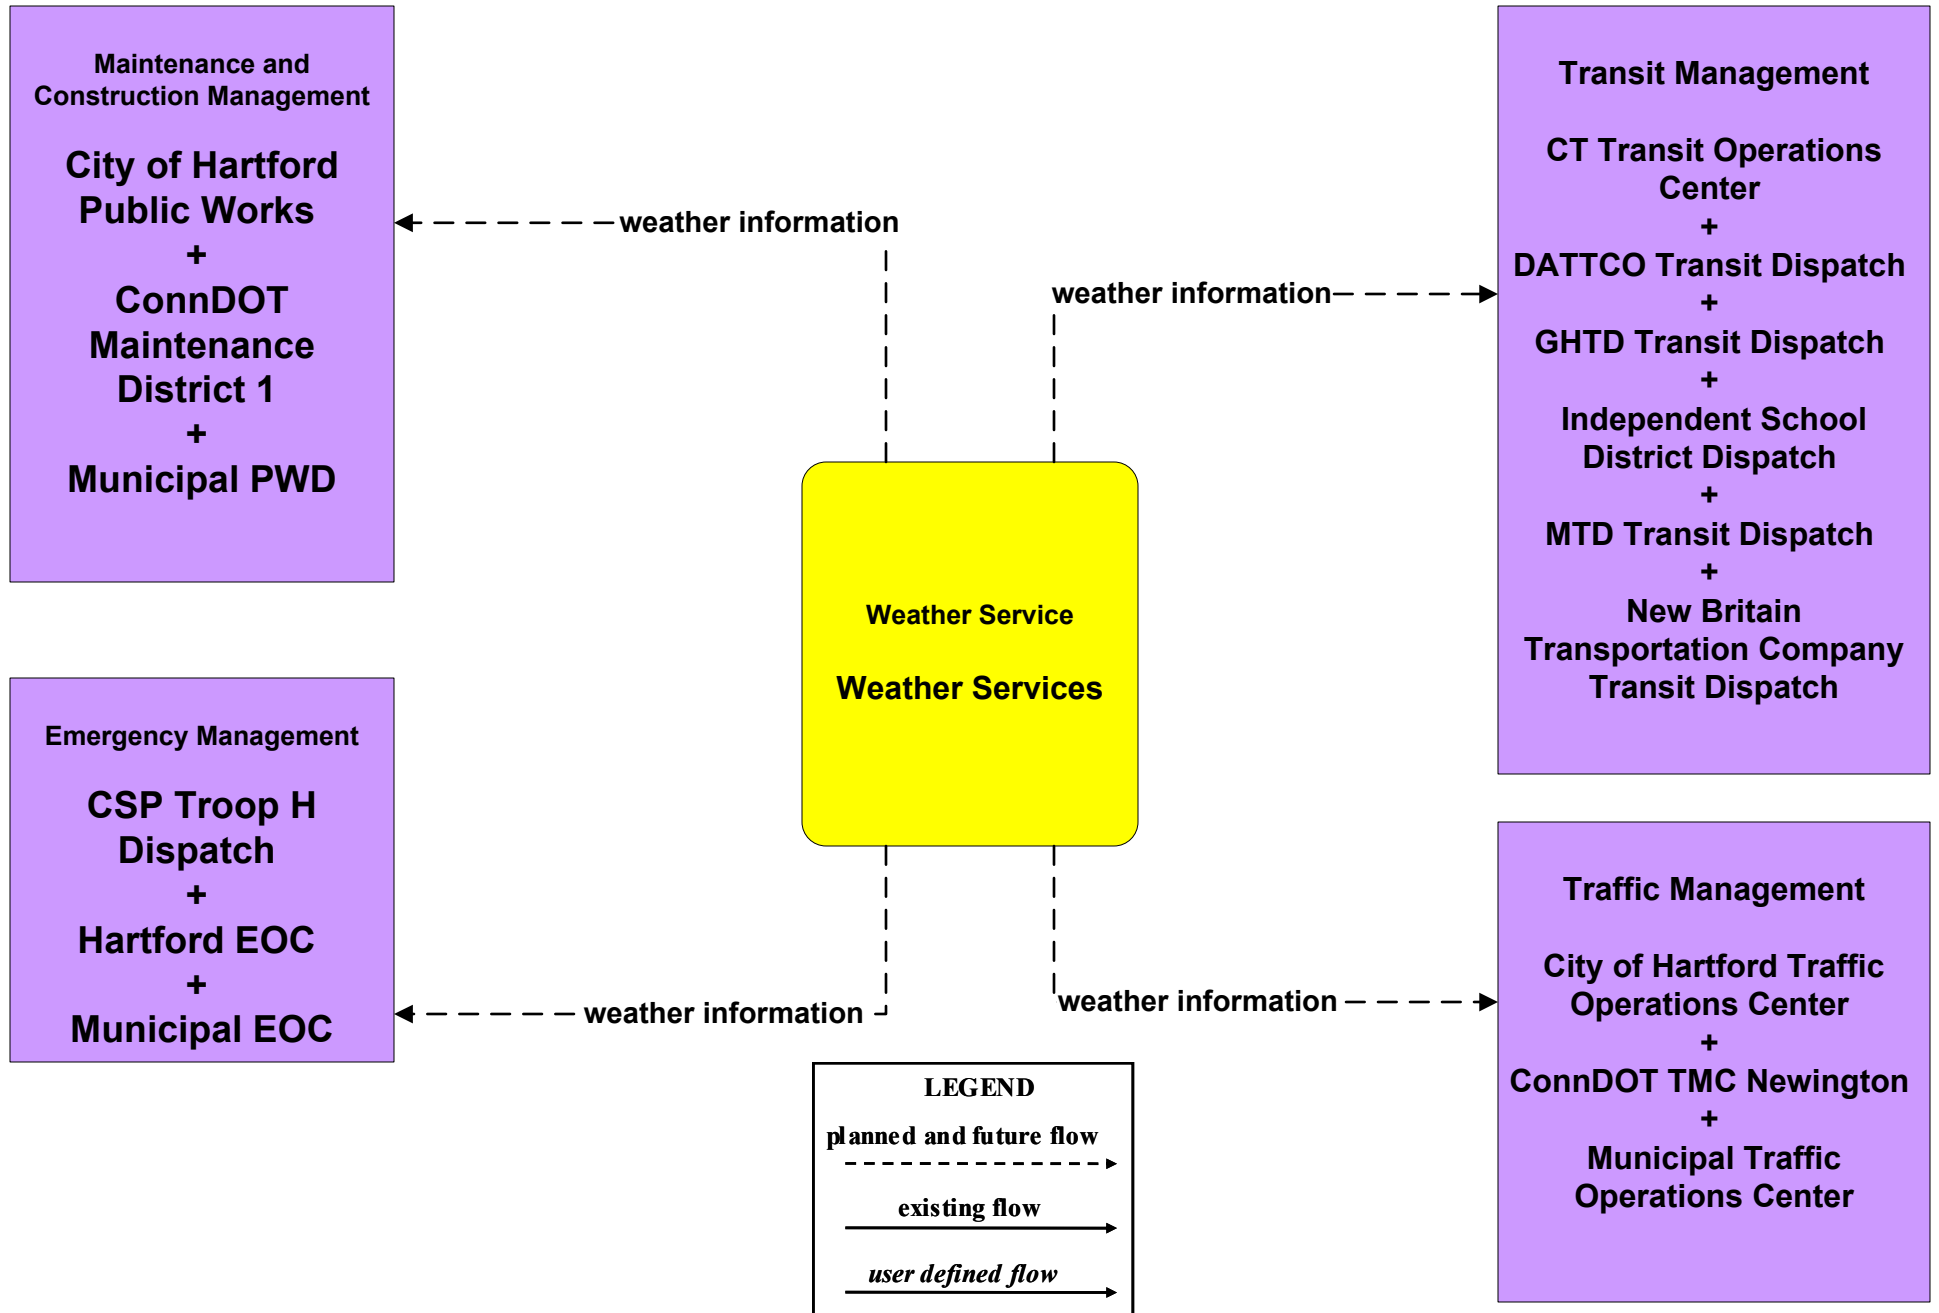 Maintenance and
Construction Management
City of Hartford
Public Works
+
ConnDOT
Maintenance
District 1
+
Municipal PWD
weather information
Transit Management
CT Transit Operations
Center
+
DATTCO Transit Dispatch
+
GHTD Transit Dispatch
+
Independent School
District Dispatch
+
MTD Transit Dispatch
+
New Britain
Transportation Company
Transit Dispatch
weather information
Weather Service
Weather Services
Emergency Management
CSP Troop H
Dispatch
+
Hartford EOC
+
Municipal EOC
weather information
Traffic Management
City of Hartford Traffic
Operations Center
+
ConnDOT TMC Newington
+
Municipal Traffic
Operations Center
weather information
LEGEND
planned and future flow
existing flow
user defined flow